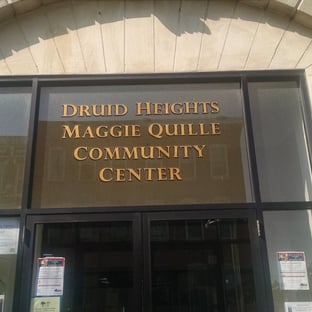 Druid Heights
Maggie Quille
Community
Center